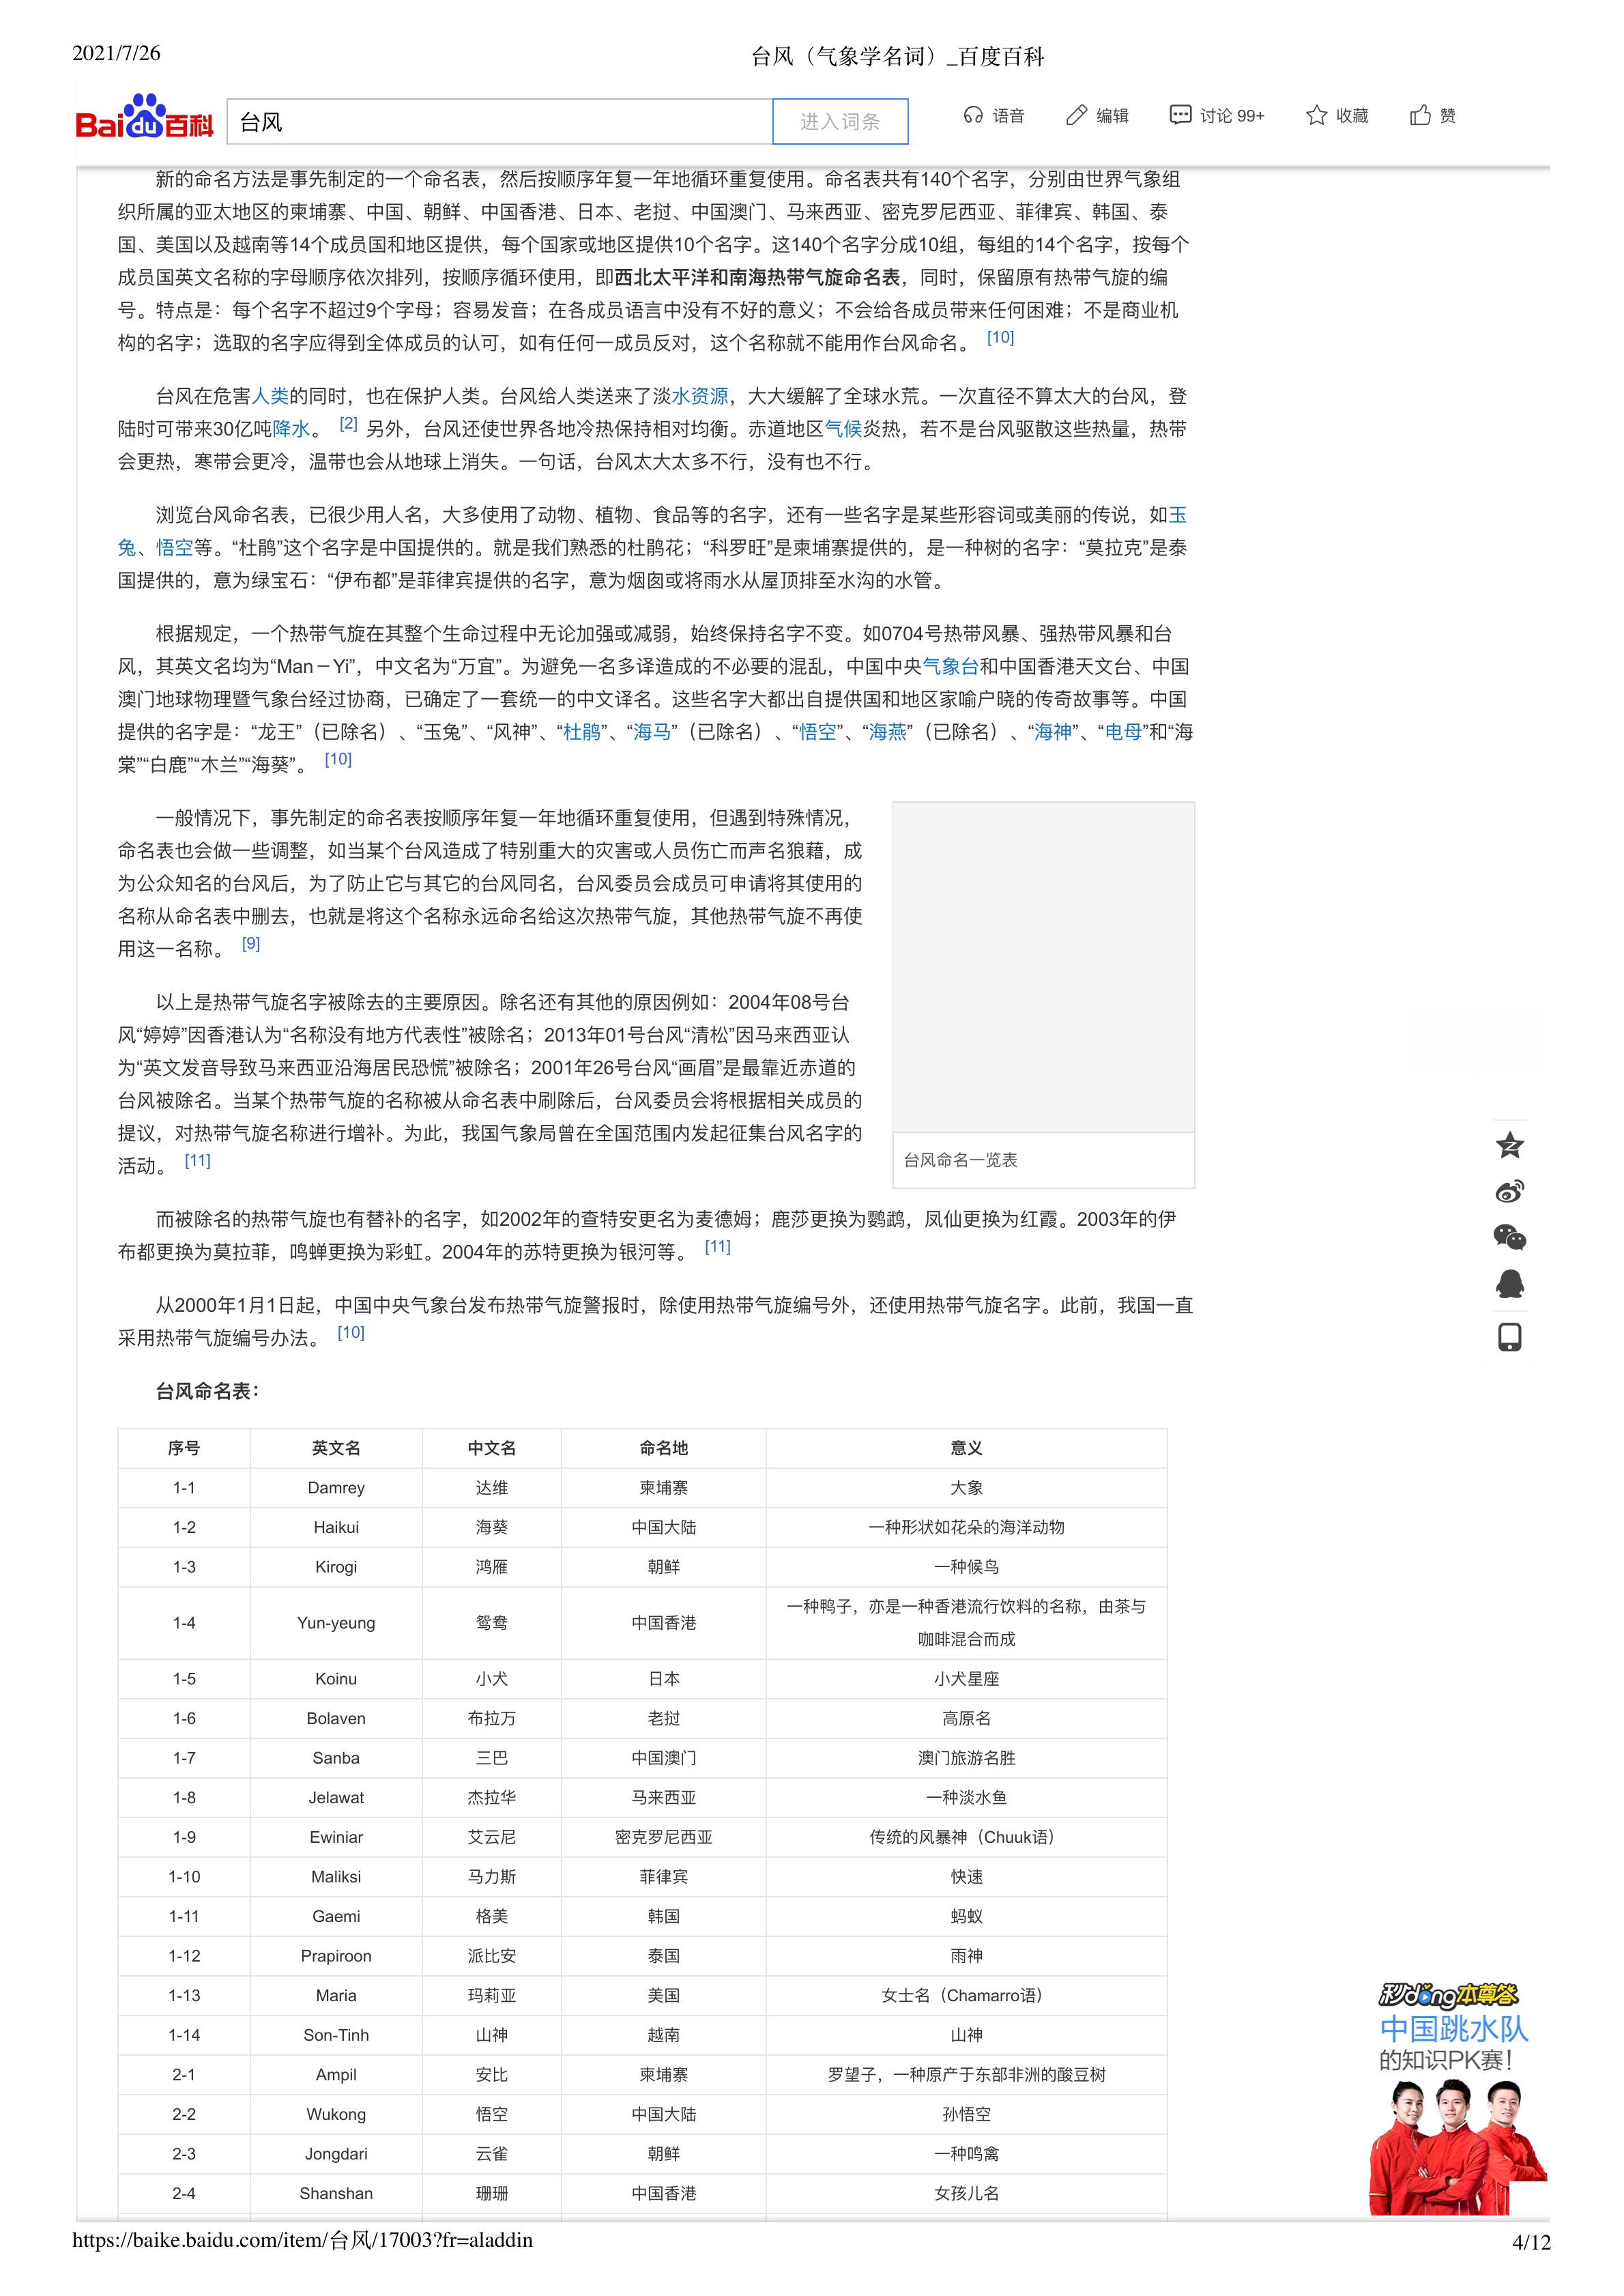 2021/7/26
台风（气象学名词）_百度百科
Bai du 百科
台风
进入词条
语音
编辑
讨论 99+
收藏
赞
新的命名方法是事先制定的一个命名表，然后按顺序年复一年地循环重复使用。命名表共有140个名字，分别由世界气象组
织所属的亚太地区的柬埔寨、中国、朝鲜、中国香港、日本、老挝、中国澳门、马来西亚、密克罗尼西亚、菲律宾、韩国、泰
国、美国以及越南等14个成员国和地区提供，每个国家或地区提供10个名字。这140个名字分成10组，每组的14个名字，按每个
成员国英文名称的字母顺序依次排列，按顺序循环使用，即西北太平洋和南海热带气旋命名表，同时，保留原有热带气旋的编
号。特点是：每个名字不超过9个字母；容易发音；在各成员语言中没有不好的意义；不会给各成员带来任何困难；不是商业机
构的名字；选取的名字应得到全体成员的认可，如有任何一成员反对，这个名称就不能用作台风命名。 [10]
台风在危害人类的同时，也在保护人类。台风给人类送来了淡水资源，大大缓解了全球水荒。一次直径不算太大的台风，登
陆时可带来30亿吨降水。 [2] 另外，台风还使世界各地冷热保持相对均衡。赤道地区气候炎热，若不是台风驱散这些热量，热带
会更热，寒带会更冷，温带也会从地球上消失。一句话，台风太大太多不行，没有也不行。
浏览台风命名表，已很少用人名，大多使用了动物、植物、食品等的名字，还有一些名字是某些形容词或美丽的传说，如玉
兔、悟空等。“杜鹃”这个名字是中国提供的。就是我们熟悉的杜鹃花；“科罗旺”是柬埔寨提供的，是一种树的名字：“莫拉克”是泰
国提供的，意为绿宝石：“伊布都”是菲律宾提供的名字，意为烟囱或将雨水从屋顶排至水沟的水管。
根据规定，一个热带气旋在其整个生命过程中无论加强或减弱，始终保持名字不变。如0704号热带风暴、强热带风暴和台
风，其英文名均为“Man－Yi”，中文名为“万宜”。为避免一名多译造成的不必要的混乱，中国中央气象台和中国香港天文台、中国
澳门地球物理暨气象台经过协商，已确定了一套统一的中文译名。这些名字大都出自提供国和地区家喻户晓的传奇故事等。中国
提供的名字是：“龙王”（已除名）、“玉兔”、“风神”、“杜鹃”、“海马”（已除名）、“悟空”、“海燕”（已除名）、“海神”、“电母”和“海
棠”“白鹿”“木兰”“海葵”。 [10]
一般情况下，事先制定的命名表按顺序年复一年地循环重复使用，但遇到特殊情况，
命名表也会做一些调整，如当某个台风造成了特别重大的灾害或人员伤亡而声名狼藉，成
为公众知名的台风后，为了防止它与其它的台风同名，台风委员会成员可申请将其使用的
名称从命名表中删去，也就是将这个名称永远命名给这次热带气旋，其他热带气旋不再使
用这一名称。 [9]
以上是热带气旋名字被除去的主要原因。除名还有其他的原因例如：2004年08号台
风“婷婷”因香港认为“名称没有地方代表性”被除名；2013年01号台风“清松”因马来西亚认
为“英文发音导致马来西亚沿海居民恐慌”被除名；2001年26号台风“画眉”是最靠近赤道的
台风被除名。当某个热带气旋的名称被从命名表中刷除后，台风委员会将根据相关成员的
提议，对热带气旋名称进行增补。为此，我国气象局曾在全国范围内发起征集台风名字的
活动。 [11]
台风命名一览表
而被除名的热带气旋也有替补的名字，如2002年的查特安更名为麦德姆；鹿莎更换为鹦鹉，凤仙更换为红霞。2003年的伊
布都更换为莫拉菲，鸣蝉更换为彩虹。2004年的苏特更换为银河等。 [11]
从2000年1月1日起，中国中央气象台发布热带气旋警报时，除使用热带气旋编号外，还使用热带气旋名字。此前，我国一直
采用热带气旋编号办法。 [10]
台风命名表：
序号 英文名 中文名 命名地 意义
1-1 Damrey 达维 柬埔寨 大象
1-2 Haikui 海葵 中国大陆 一种形状如花朵的海洋动物
1-3 Kirogi 鸿雁 朝鲜 一种候鸟
1-4 Yun-yeung 鸳鸯 中国香港 一种鸭子，亦是一种香港流行饮料的名称，由茶与
咖啡混合而成
1-5 Koinu 小犬 日本 小犬星座
1-6 Bolaven 布拉万 老挝 高原名
1-7 Sanba 三巴 中国澳门 澳门旅游名胜
1-8 Jelawat 杰拉华 马来西亚 一种淡水鱼
1-9 Ewiniar 艾云尼 密克罗尼西亚 传统的风暴神（Chuuk语）
1-10 Maliksi 马力斯 菲律宾 快速
1-11 Gaemi 格美 韩国 蚂蚁
1-12 Prapiroon 派比安 泰国 雨神
1-13 Maria 玛莉亚 美国 女士名（Chamarro语）
1-14 Son-Tinh 山神 越南 山神
2-1 Ampil 安比 柬埔寨 罗望子，一种原产于东部非洲的酸豆树
2-2 Wukong 悟空 中国大陆 孙悟空
2-3 Jongdari 云雀 朝鲜 一种鸣禽
2-4 Shanshan 珊珊 中国香港 女孩儿名
秒dǒng本尊答
中国跳水队
的知识PK赛！
https://baike.baidu.com/item/台风/17003?fr=aladdin
4/12